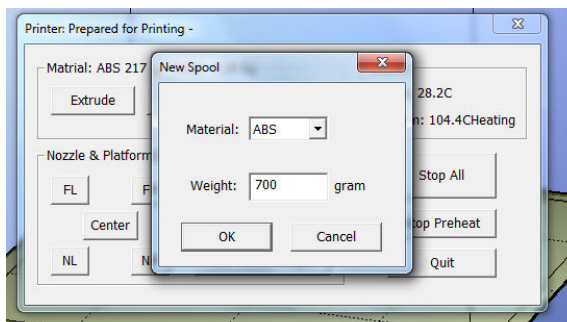 Printer: Prepared for Printing -
New Spool
Matrial: ABS 217
Extrude
28.2C
104.4CHeating
Material: ABS
Weight: 700 gram
OK
Cancel
Nozzle & Platform
FL
Center
NL
Stop All
Preheat
Quit